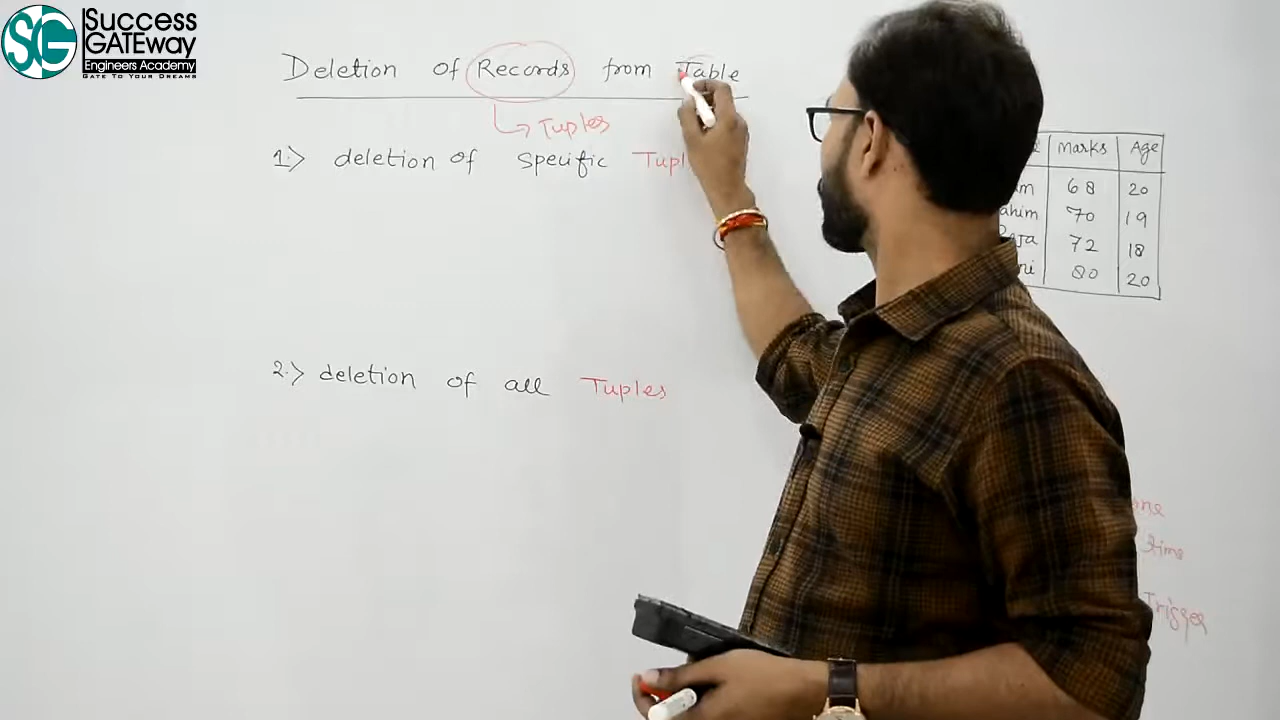 Success
GATEway
Engineers Academy
GATE TO YOUR DREAMS
Deletion of Records from Table
Tuples
1.> deletion of specific
marks Age
68 20
70 19
72 18
80 20
2.> deletion of all Tuples
Trigger